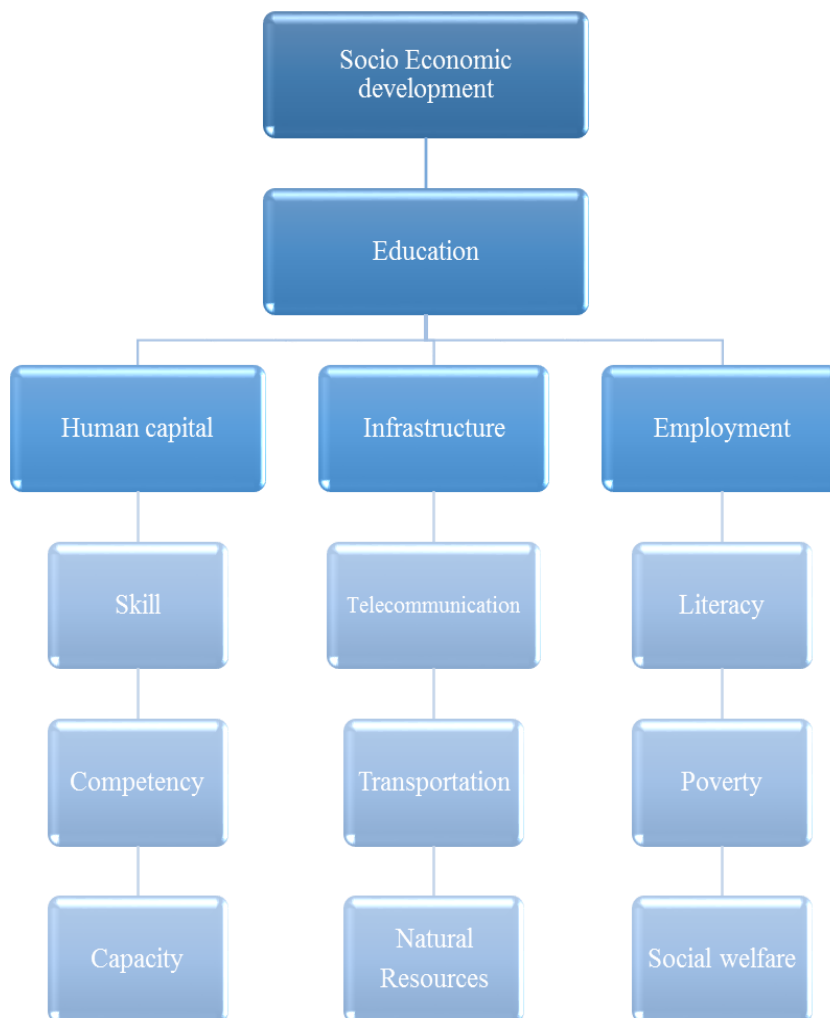 Socio Economic
development
Education
Human capital
Infrastructure
Employment
Skill
Telecommunication
Literacy
Competency
Transportation
Poverty
Capacity
Natural
Resources
Social welfare